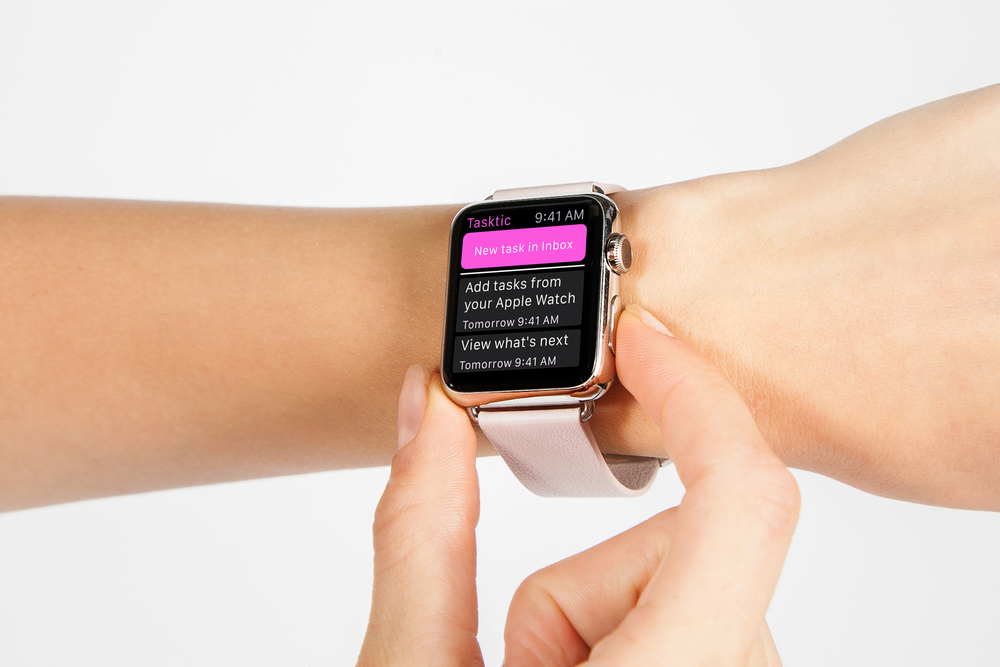 Tasktic 9:41 AM
New task in Inbox
Add tasks from
your Apple Watch
Tomorrow 9:41 AM
View what's next
Tomorrow 9:41 AM